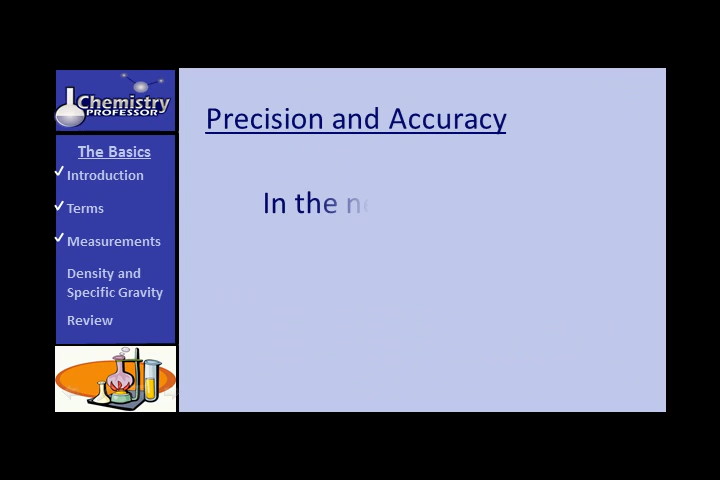 Chemistry
PROFESSOR
The Basics
Introduction
Terms
Measurements
Density and
Specific Gravity
Review
Precision and Accuracy
In the